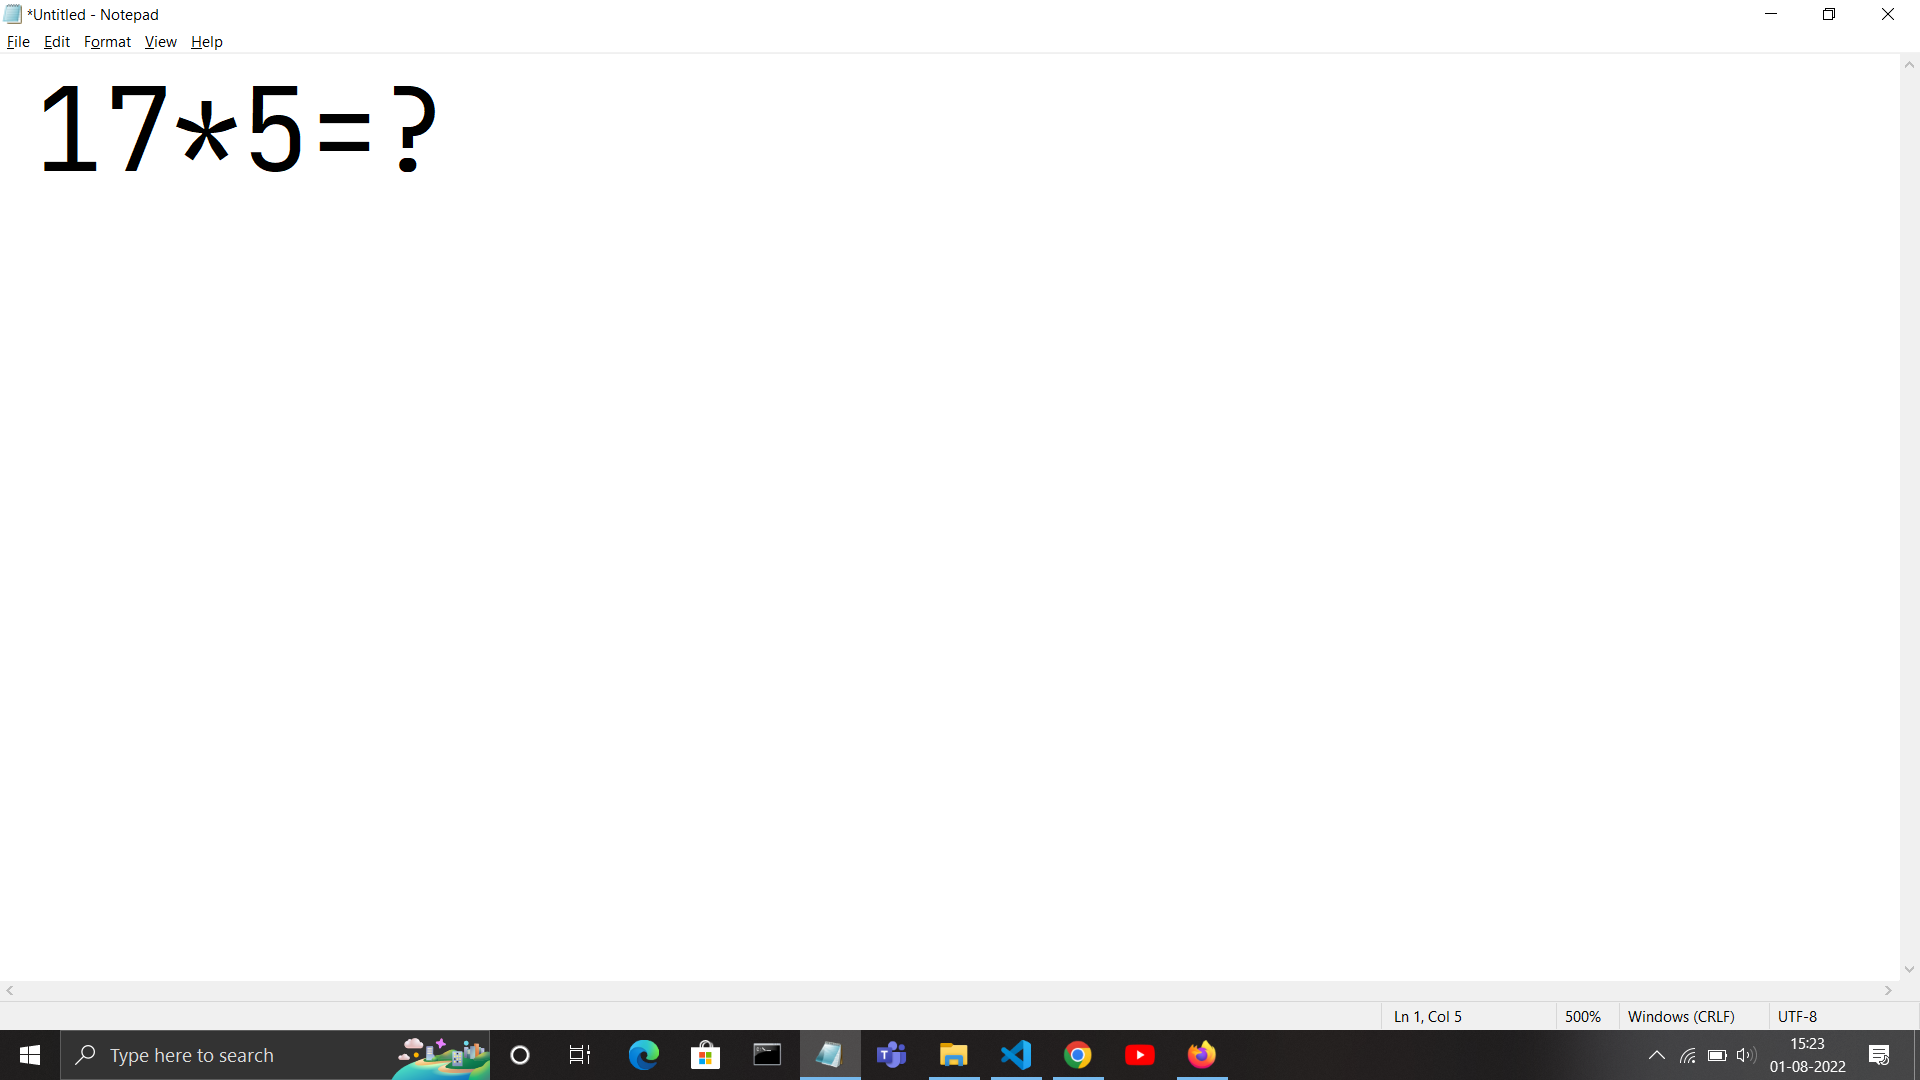 *Untitled - Notepad
File Edit Format View Help
17*5=?
Ln 1, Col 5 500% Windows (CRLF) UTF-8
Type here to search
15:23
01-08-2022